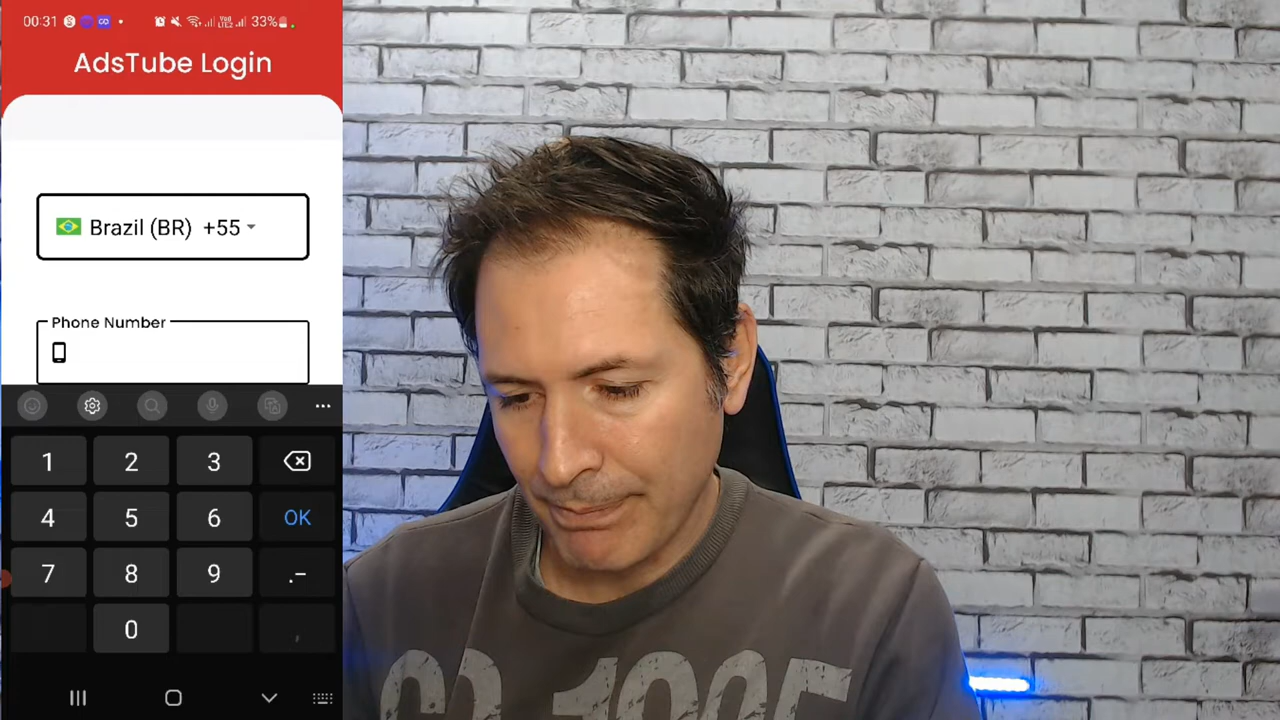 00:31 33%
AdsTube Login
Brazil (BR) +55
Phone Number
1 2 3
4 5 6 OK
7 8 9 .–
0 ,
1985